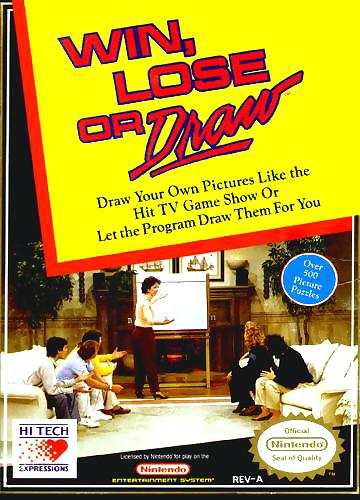 WIN,
LOSE
OR Draw™
Draw Your Own Pictures Like the
Hit TV Game Show Or
Let the Program Draw Them For You
Over
500
Picture
Puzzles
HI TECH
EXPRESSIONS
Licensed by Nintendo for play on the
Nintendo
ENTERTAINMENT SYSTEM®
REV-A
Official
Nintendo
Seal of Quality
™